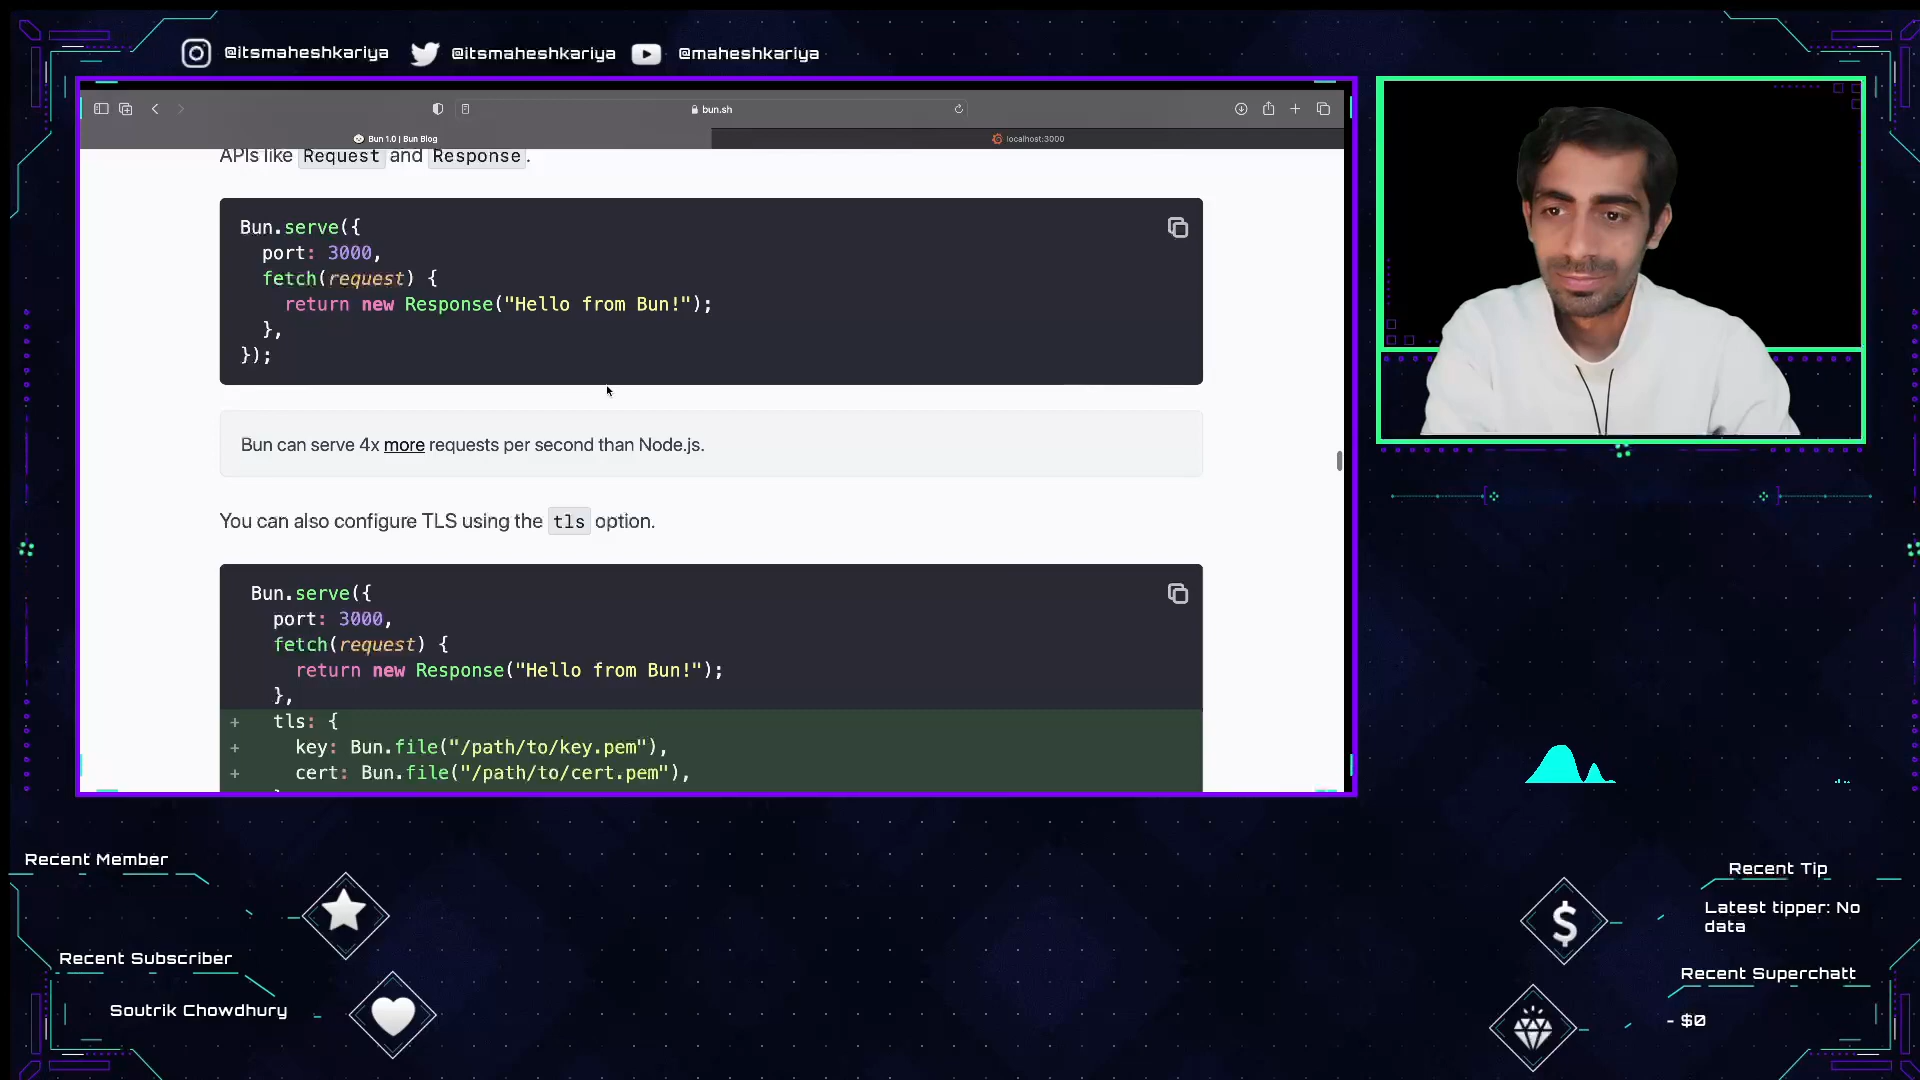 @itsmaheshkariya @itsmaheshkariya @maheshkariya
bun.sh
Bun 1.0 | Bun Blog
localhost:3000
APIs like Request and Response.
Bun.serve({
port: 3000,
fetch(request) {
return new Response("Hello from Bun!");
},
});
Bun can serve 4x more requests per second than Node.js.
You can also configure TLS using the tls option.
Bun.serve({
port: 3000,
fetch(request) {
return new Response("Hello from Bun!");
},
+ tls: {
+ key: Bun.file("/path/to/key.pem"),
+ cert: Bun.file("/path/to/cert.pem"),
Recent Member
Recent Subscriber
Soutrik Chowdhury
Recent Tip
Latest tipper: No
data
Recent Superchatt
- $0